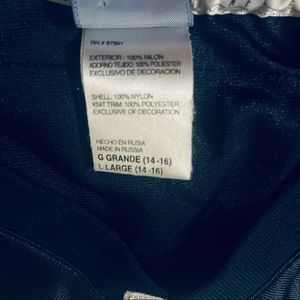 RN # 87991
EXTERIOR : 100% NILON
ADORNO TEJIDO: 100% POLIESTER
EXCLUSIVO DE DECORACION
SHELL: 100% NYLON
KNIT TRIM: 100% POLYESTER
EXCLUSIVE OF DECORATION
HECHO EN RUSIA
MADE IN RUSSIA
G GRANDE (14-16)
L LARGE (14-16)